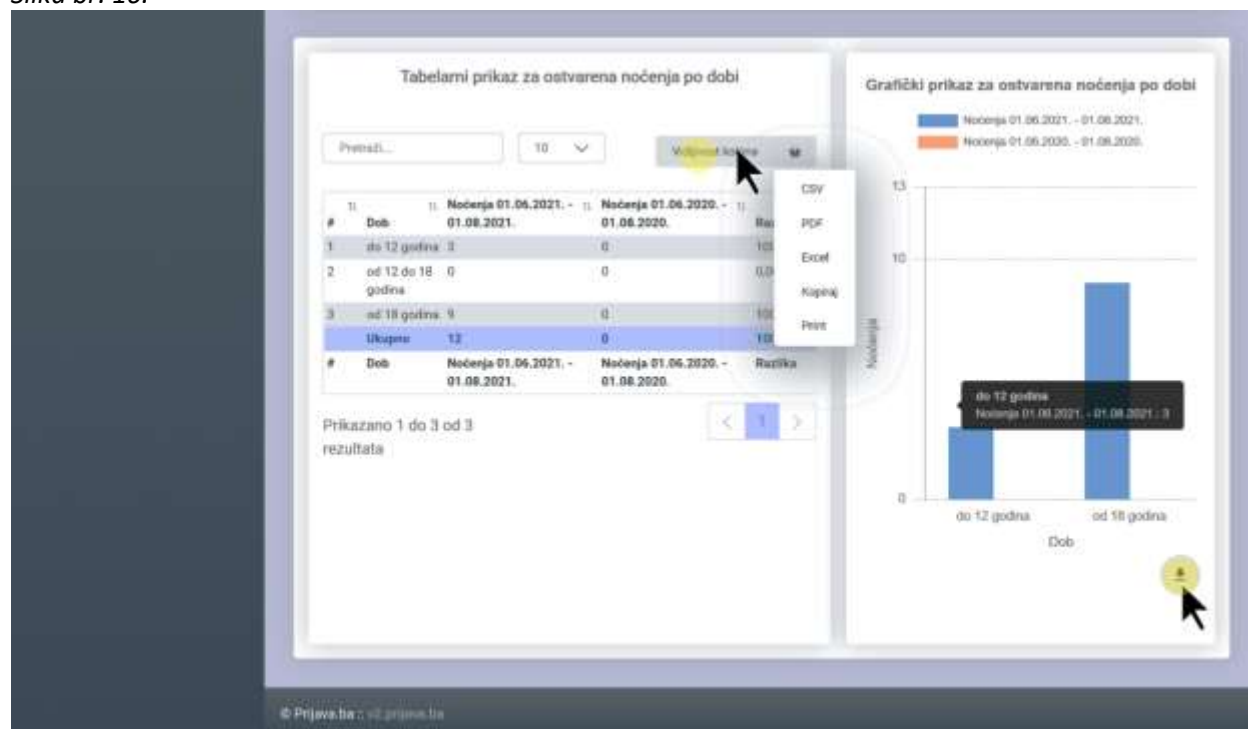 Tabelarni prikaz za ostvarena noćenja po dobi
Pretraži...
10
Vidljivost kolona
CSV
PDF
Excel
Kopiraj
Print
# Dob Noćenja 01.06.2021. - 01.08.2021. Noćenja 01.06.2020. - 01.08.2020.
1 do 12 godina 3 0
2 od 12 do 18 godina 0 0
3 od 18 godina 9 0
Ukupno 12 0
# Dob Noćenja 01.06.2021. - 01.08.2021. Noćenja 01.06.2020. - 01.08.2020. Razlika
Prikazano 1 do 3 od 3
rezultata
< 1 >
Grafički prikaz za ostvarena noćenja po dobi
Noćenja 01.06.2021. - 01.08.2021.
Noćenja 01.06.2020. - 01.08.2020.
13
10
0
Noćenja
do 12 godina
Noćenja 01.06.2021. - 01.08.2021. : 3
do 12 godina
od 18 godina
Dob
© Prijava.ba :: v2.prijava.ba